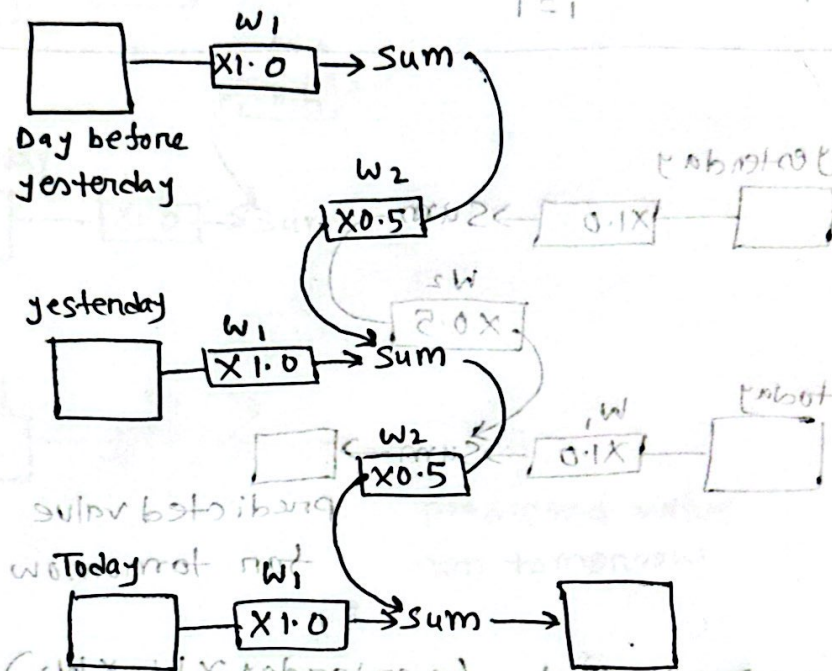 W1
X1.0 → Sum
Day before
yesterday
W2
X0.5
yesterday
W1
X1.0 → Sum
W2
X0.5
Today
W1
X1.0 → Sum →